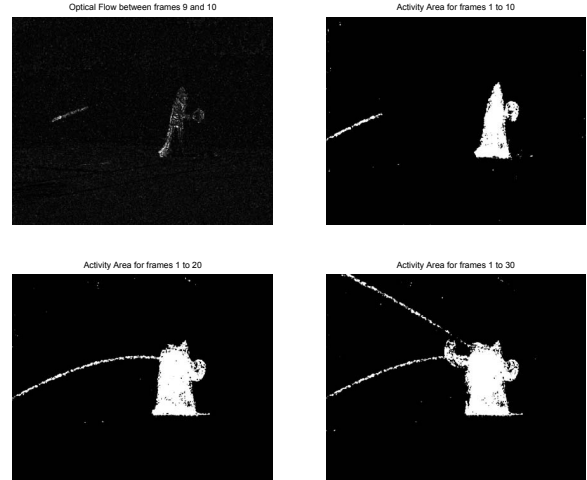 Optical Flow between frames 9 and 10
Activity Area for frames 1 to 10
Activity Area for frames 1 to 20
Activity Area for frames 1 to 30